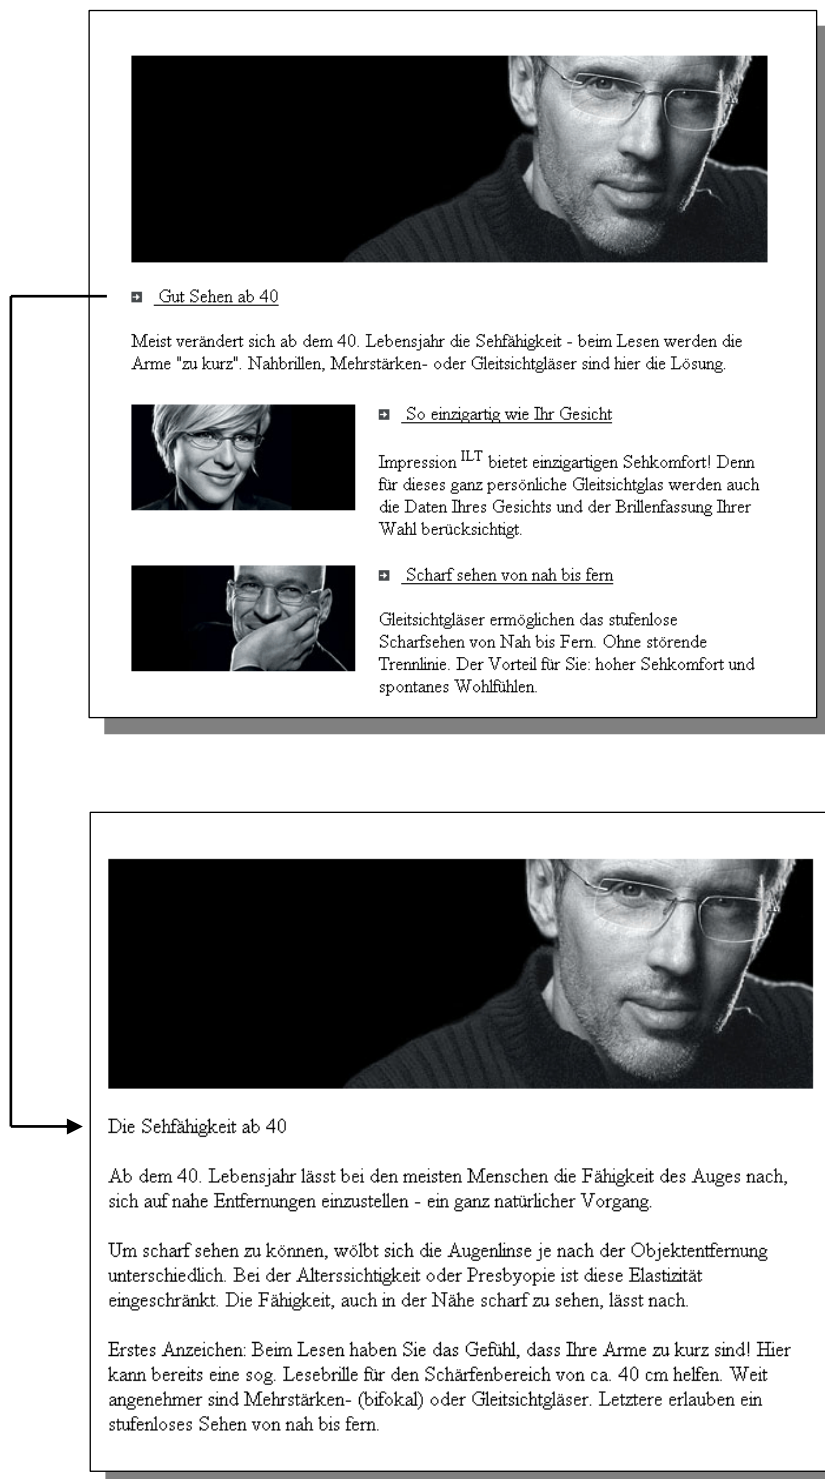 Gut Sehen ab 40
Meist verändert sich ab dem 40. Lebensjahr die Sehfähigkeit - beim Lesen werden die
Arme "zu kurz". Nahbrillen, Mehrstärken- oder Gleitsichtgläser sind hier die Lösung.
So einzigartig wie Ihr Gesicht
Impression ILT bietet einzigartigen Sehkomfort! Denn
für dieses ganz persönliche Gleitsichtglas werden auch
die Daten Ihres Gesichts und der Brillenfassung Ihrer
Wahl berücksichtigt.
Scharf sehen von nah bis fern
Gleitsichtgläser ermöglichen das stufenlose
Scharfsehen von Nah bis Fern. Ohne störende
Trennlinie. Der Vorteil für Sie: hoher Sehkomfort und
spontanes Wohlfühlen.
Die Sehfähigkeit ab 40
Ab dem 40. Lebensjahr lässt bei den meisten Menschen die Fähigkeit des Auges nach,
sich auf nahe Entfernungen einzustellen - ein ganz natürlicher Vorgang.
Um scharf sehen zu können, wölbt sich die Augenlinse je nach der Objektentfernung
unterschiedlich. Bei der Alterssichtigkeit oder Presbyopie ist diese Elastizität
eingeschränkt. Die Fähigkeit, auch in der Nähe scharf zu sehen, lässt nach.
Erstes Anzeichen: Beim Lesen haben Sie das Gefühl, dass Ihre Arme zu kurz sind! Hier
kann bereits eine sog. Lesebrille für den Schärfenbereich von ca. 40 cm helfen. Weit
angenehmer sind Mehrstärken- (bifokal) oder Gleitsichtgläser. Letztere erlauben ein
stufenloses Sehen von nah bis fern.